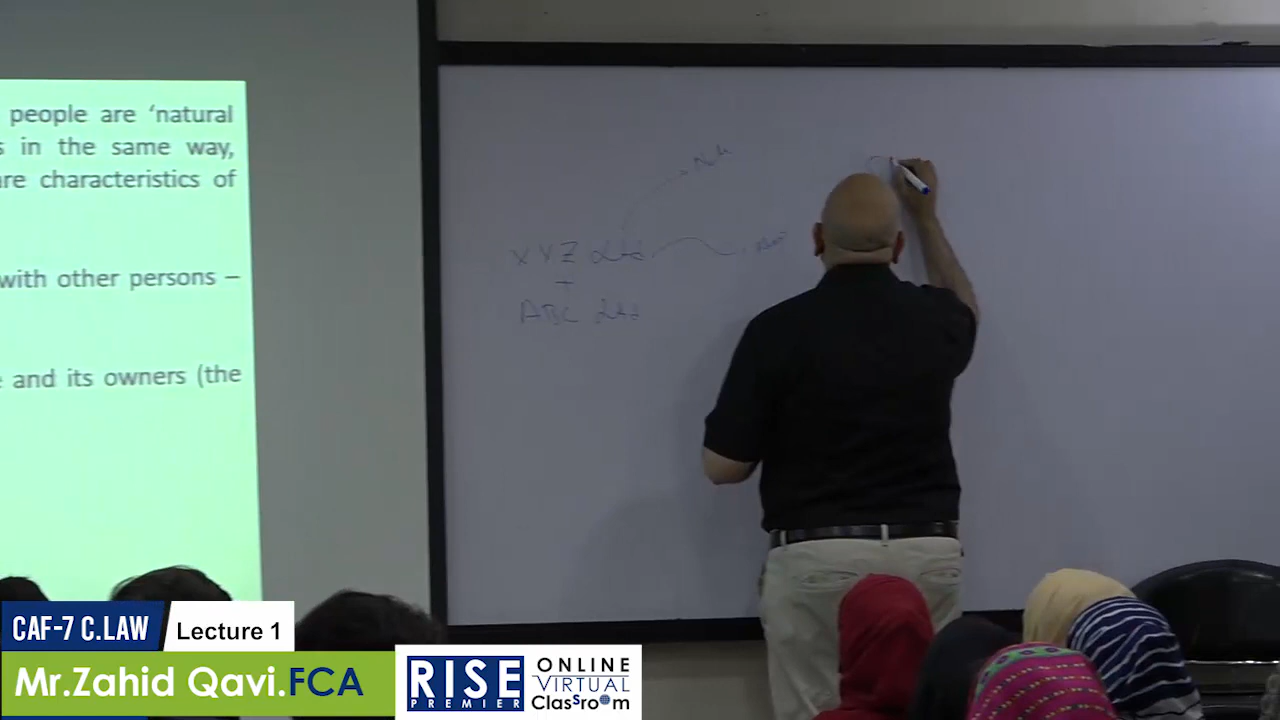 people are ‘natural
s in the same way,
are characteristics of
with other persons –
and its owners (the
XYZ Ltd
+
ABC Ltd
CAF-7 C.LAW
Lecture 1
Mr.Zahid Qavi.FCA
RISE
PREMIER
ONLINE
VIRTUAL
ClassroOm